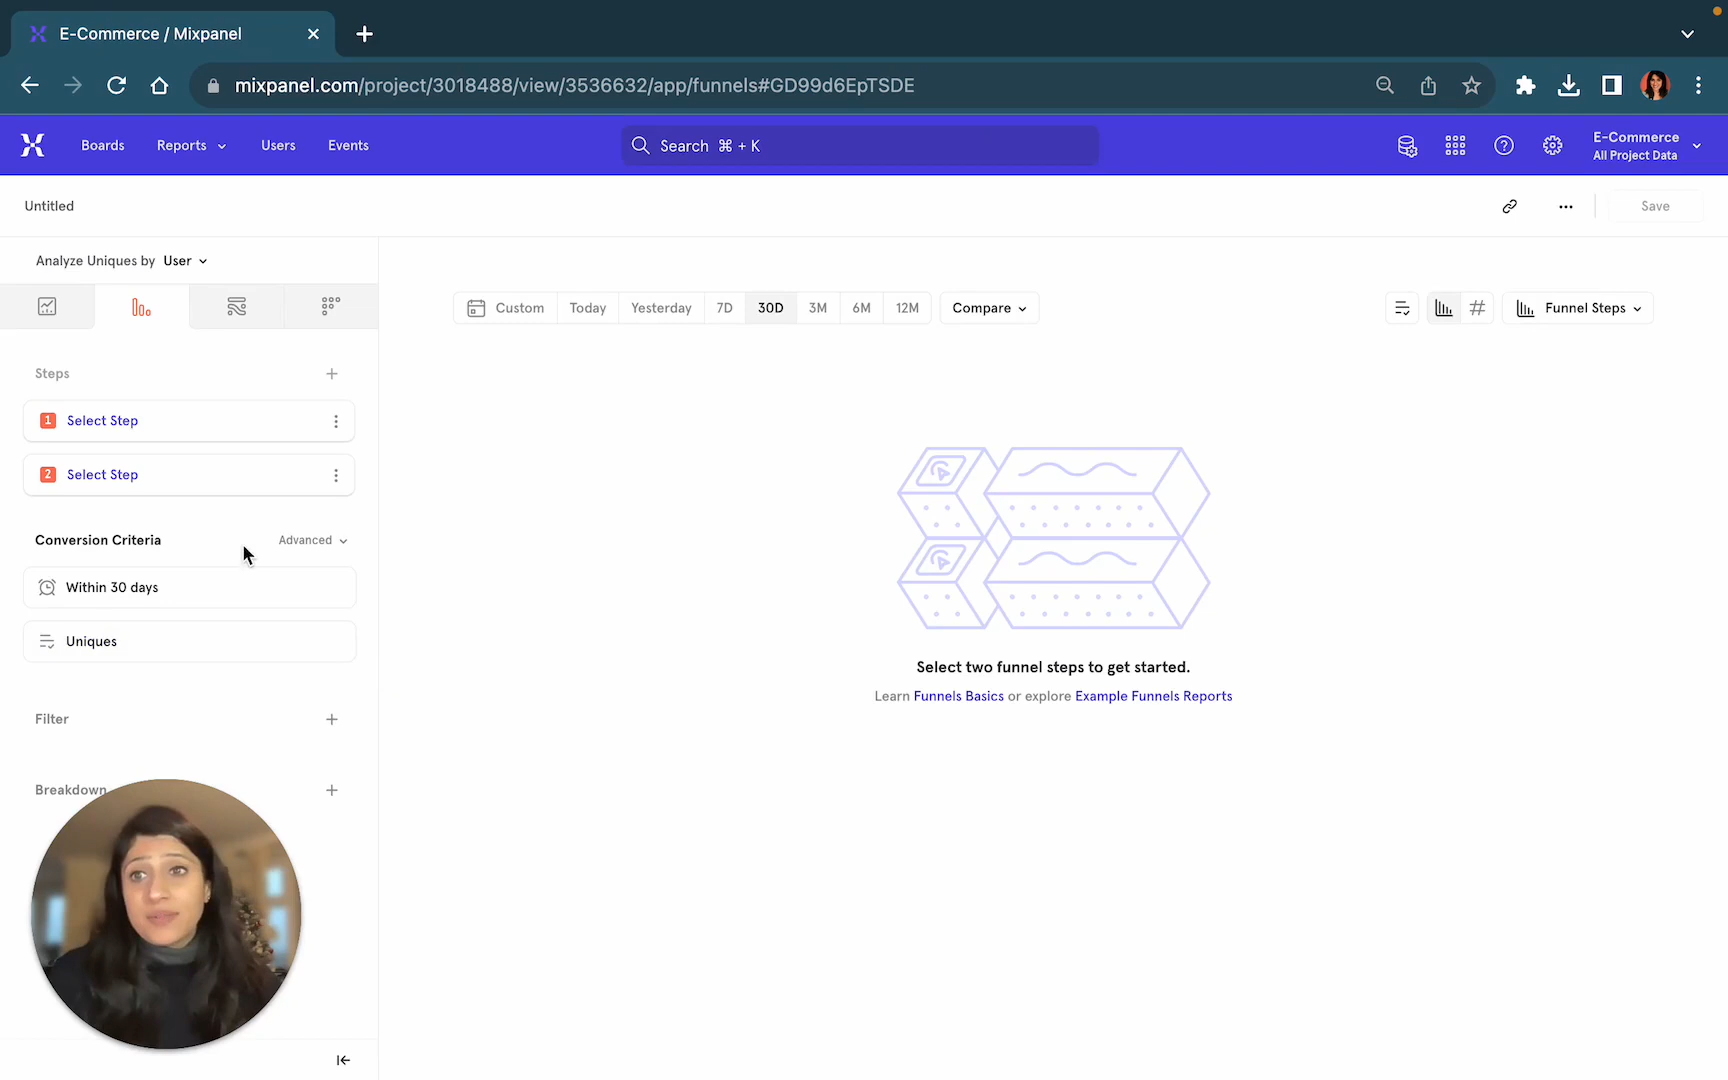 E-Commerce / Mixpanel
mixpanel.com/project/3018488/view/3536632/app/funnels#GD99d6EpTSDE
Boards
Reports
Users
Events
Search ⌘ + K
E-Commerce
All Project Data
Untitled
Save
Analyze Uniques by User
Custom
Today
Yesterday
7D
30D
3M
6M
12M
Compare
#
Funnel Steps
Steps
1 Select Step
2 Select Step
Conversion Criteria
Advanced
Within 30 days
Uniques
Select two funnel steps to get started.
Learn Funnels Basics or explore Example Funnels Reports
Filter
Breakdown